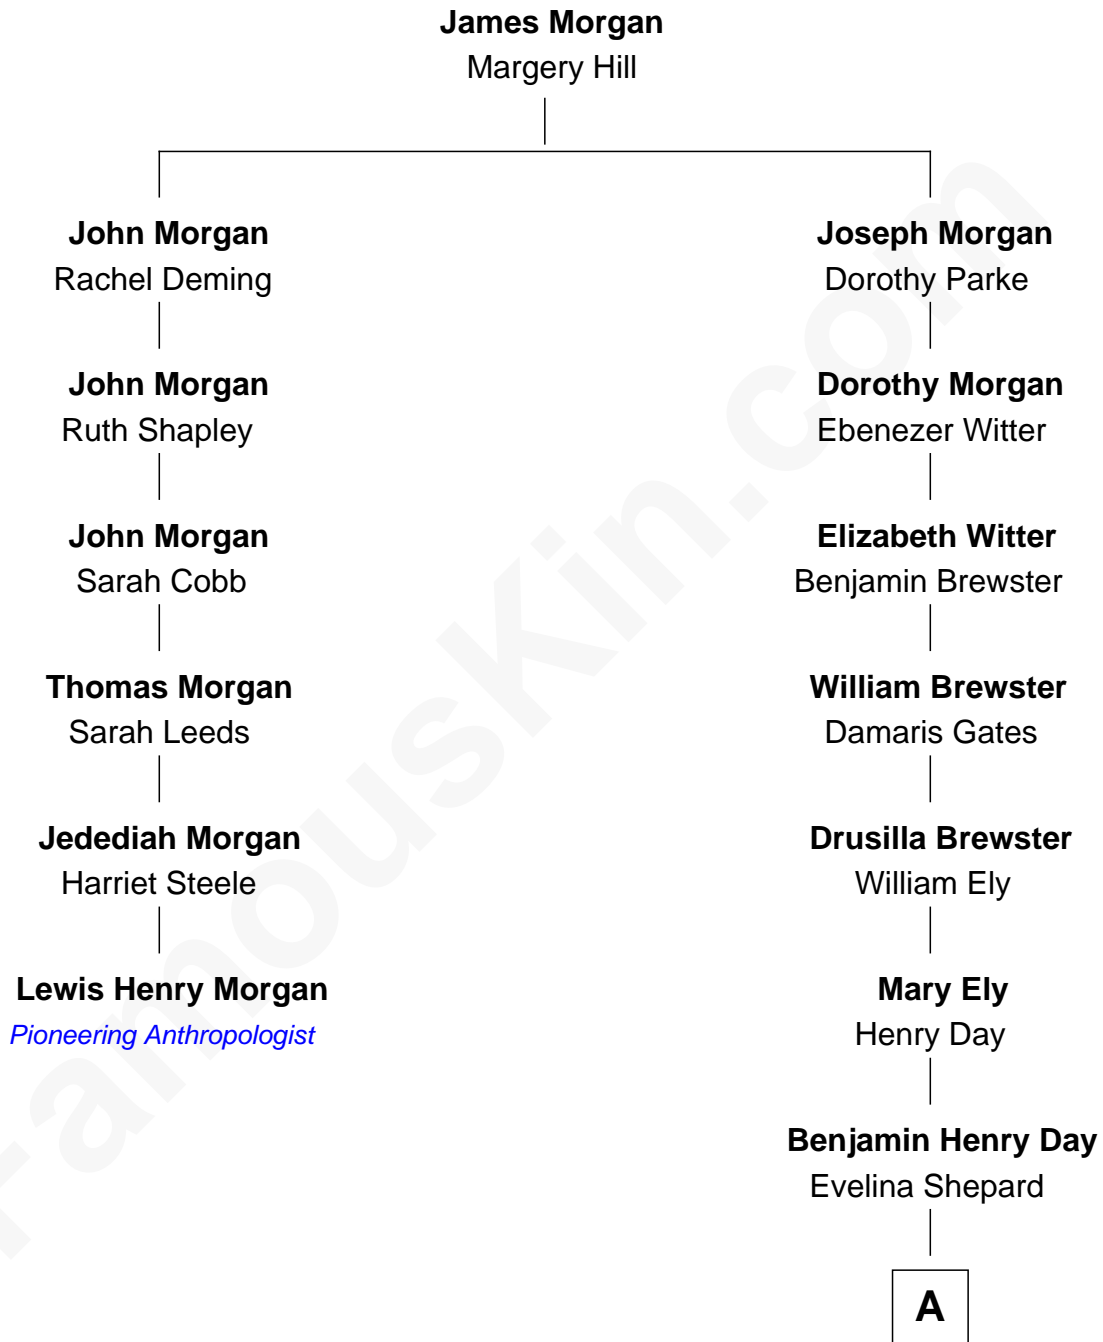 James Morgan
Margery Hill
John Morgan
Rachel Deming
John Morgan
Ruth Shapley
John Morgan
Sarah Cobb
Thomas Morgan
Sarah Leeds
Jedediah Morgan
Harriet Steele
Lewis Henry Morgan
Pioneering Anthropologist
Joseph Morgan
Dorothy Parke
Dorothy Morgan
Ebenezer Witter
Elizabeth Witter
Benjamin Brewster
William Brewster
Damaris Gates
Drusilla Brewster
William Ely
Mary Ely
Henry Day
Benjamin Henry Day
Evelina Shepard
A
FamousKin.com